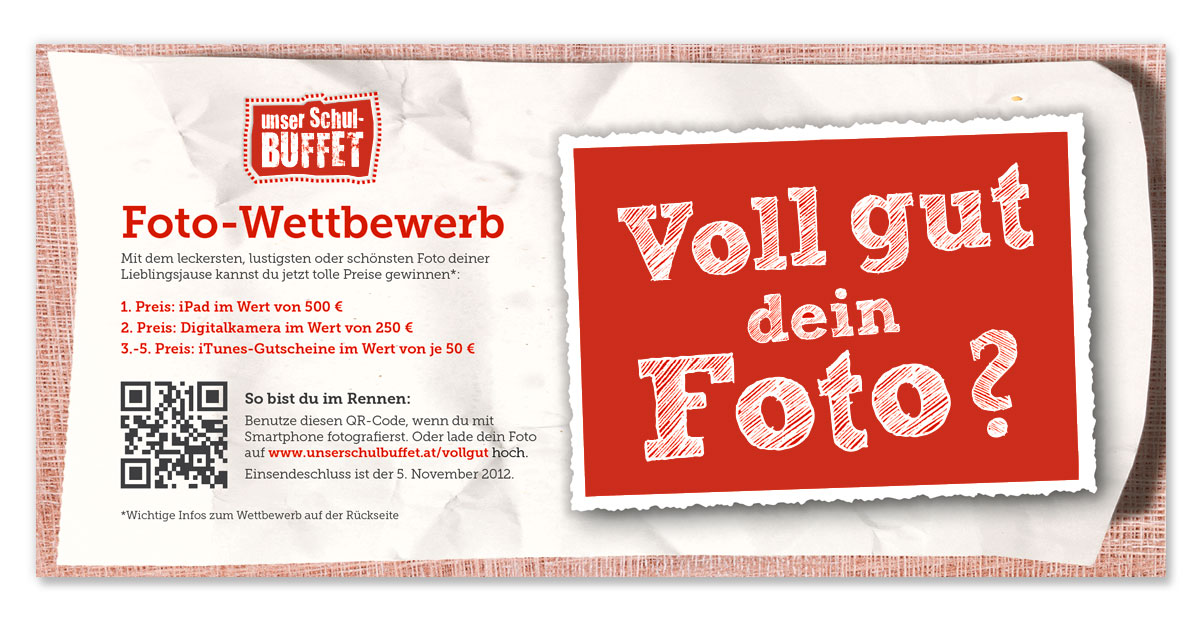 unser Schul-
BUFFET
Foto-Wettbewerb
Mit dem leckersten, lustigsten oder schönsten Foto deiner
Lieblingsjause kannst du jetzt tolle Preise gewinnen*:
1. Preis: iPad im Wert von 500 €
2. Preis: Digitalkamera im Wert von 250 €
3.-5. Preis: iTunes-Gutscheine im Wert von je 50 €
So bist du im Rennen:
Benutze diesen QR-Code, wenn du mit
Smartphone fotografierst. Oder lade dein Foto
auf www.unserschulbuffet.at/vollgut hoch.
Einsendeschluss ist der 5. November 2012.
*Wichtige Infos zum Wettbewerb auf der Rückseite
Voll gut
dein
Foto?